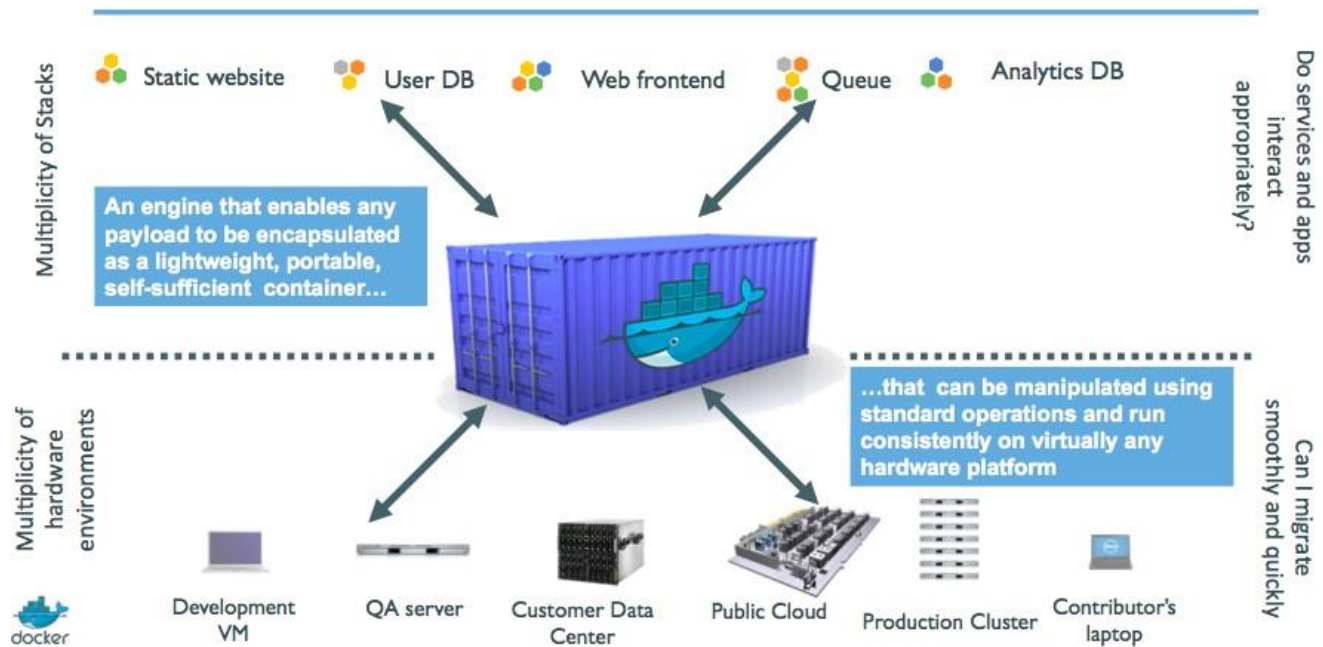 Static website
User DB
Web frontend
Queue
Analytics DB
Multiplicity of Stacks
Do services and apps
interact
appropriately?
An engine that enables any
payload to be encapsulated
as a lightweight, portable,
self-sufficient container…
…that can be manipulated using
standard operations and run
consistently on virtually any
hardware platform
Multiplicity of
hardware
environments
Can I migrate
smoothly and quickly
Development
VM
QA server
Customer Data
Center
Public Cloud
Production Cluster
Contributor's
laptop
docker